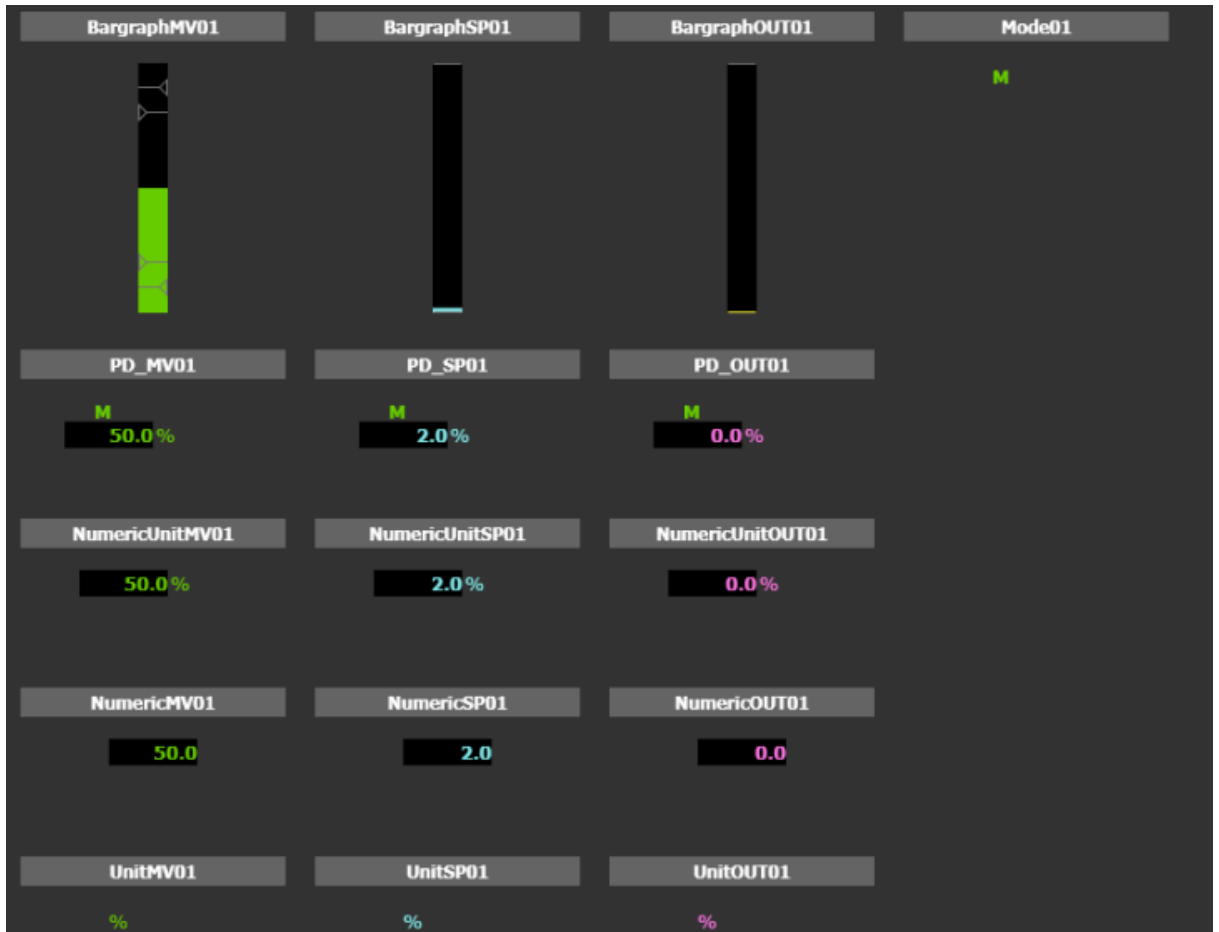 BargraphMV01 BargraphSP01 BargraphOUT01 Mode01
M
PD_MV01 PD_SP01 PD_OUT01
M M M
50.0% 2.0% 0.0%
NumericUnitMV01 NumericUnitSP01 NumericUnitOUT01
50.0% 2.0% 0.0%
NumericMV01 NumericSP01 NumericOUT01
50.0 2.0 0.0
UnitMV01 UnitSP01 UnitOUT01
% % %